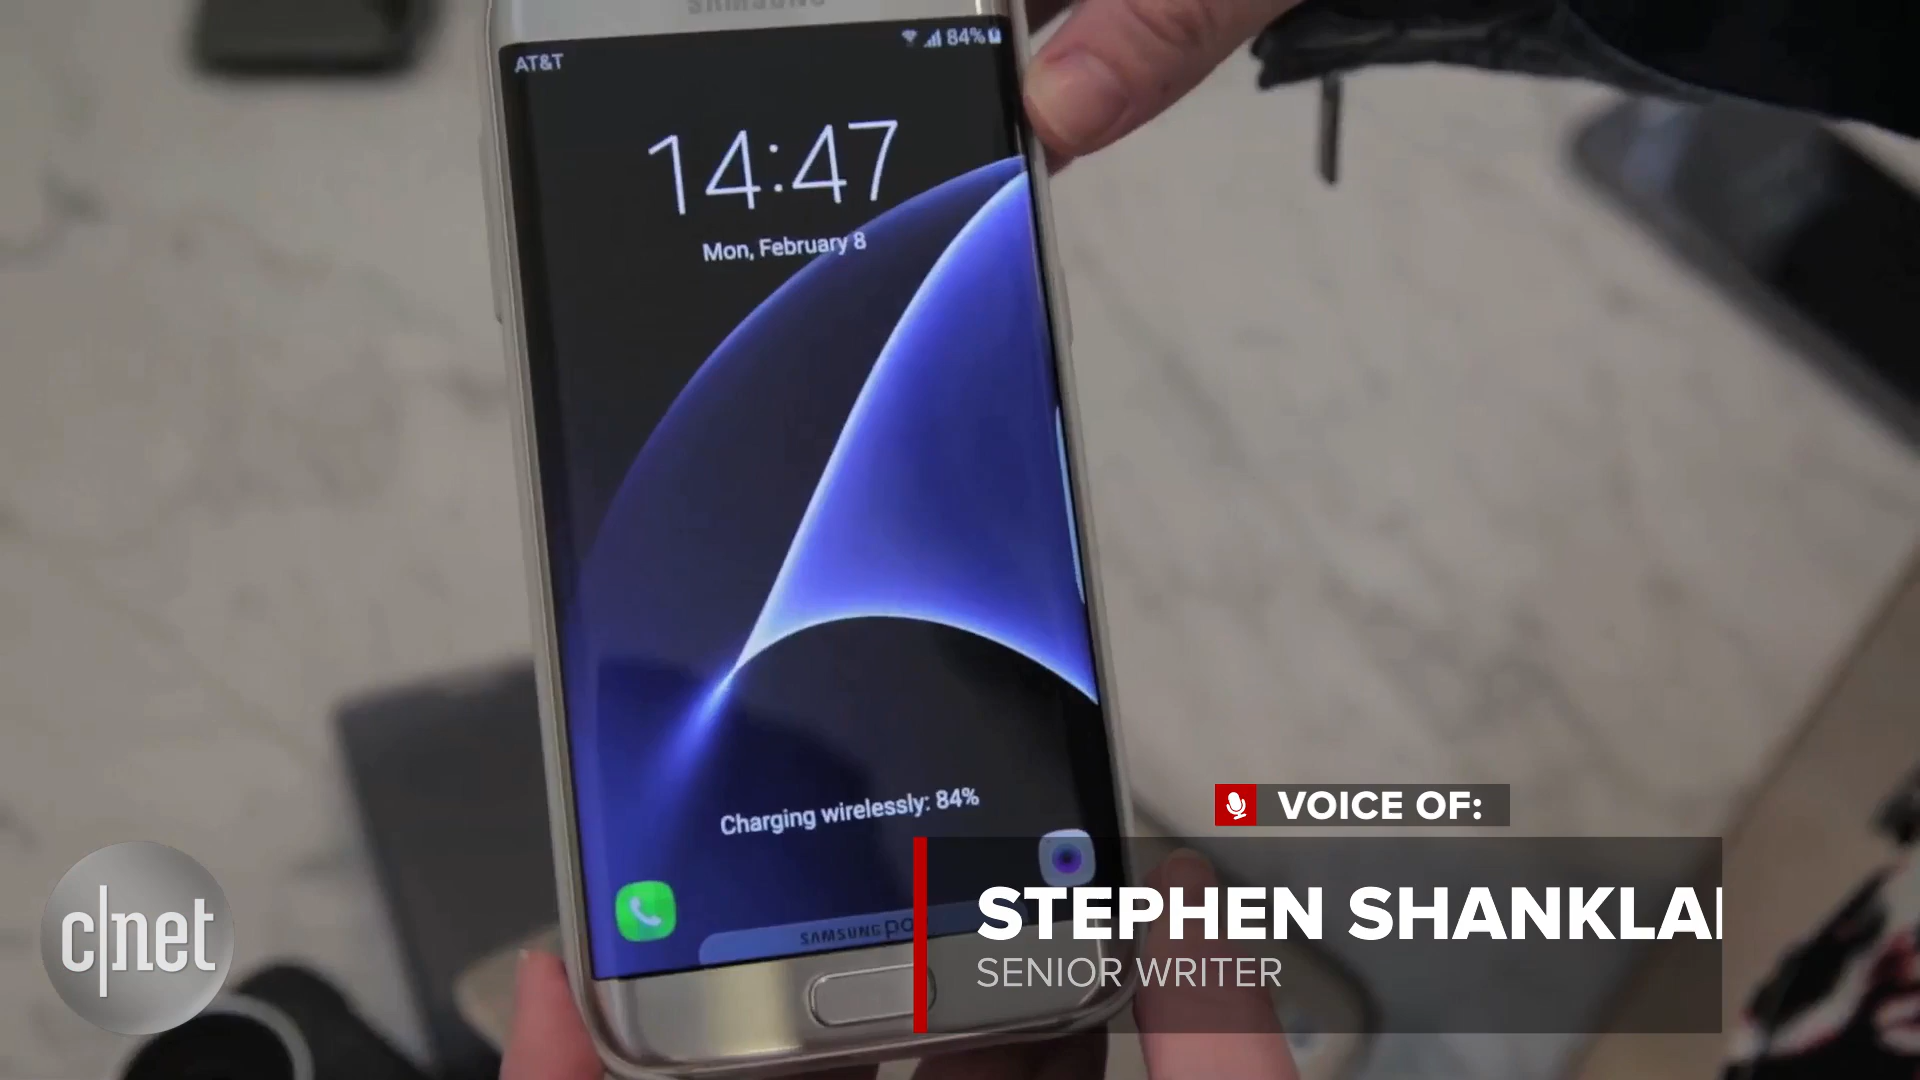 SAMSUNG
AT&T
84%
14:47
Mon, February 8
Charging wirelessly: 84%
SAMSUNG
VOICE OF:
STEPHEN SHANKLA
SENIOR WRITER
c|net